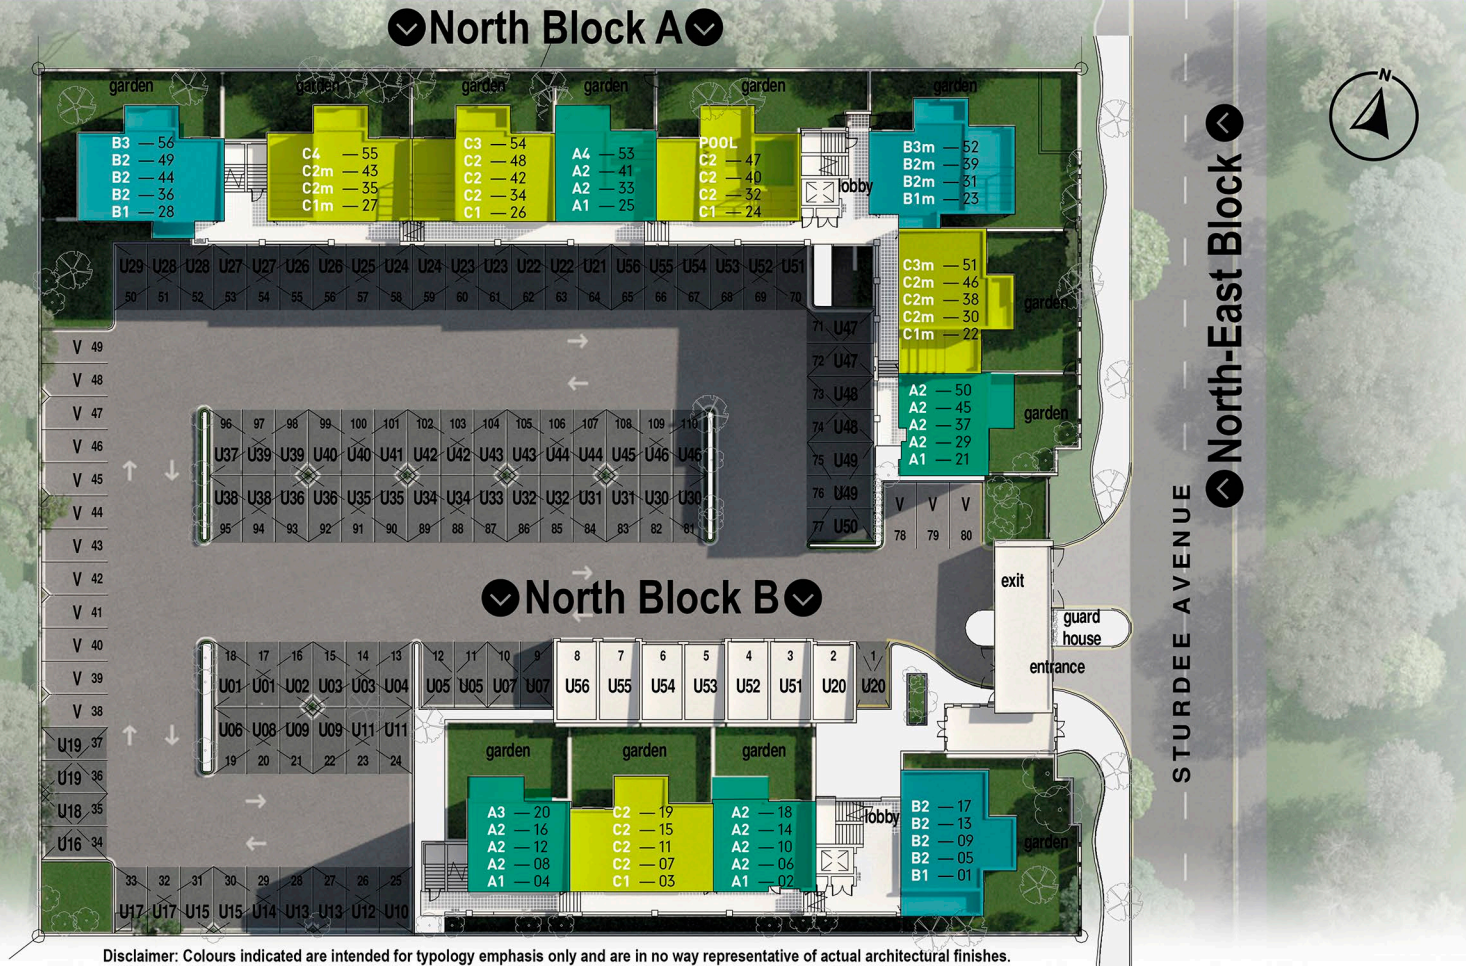 North Block A
N
garden
garden
garden
garden
garden
garden
B3 — 56
B2 — 49
B2 — 44
B2 — 36
B1 — 28
C4 — 55
C2m — 43
C2m — 35
C1m — 27
C3 — 54
C2 — 48
C2 — 42
C2 — 34
C1 — 26
A4 — 53
A2 — 41
A2 — 33
A1 — 25
POOL
C2 — 47
C2 — 40
C2 — 32
C1 — 24
lobby
B3m — 52
B2m — 39
B2m — 31
B1m — 23
C3m — 51
C2m — 46
C2m — 38
C2m — 30
C1m — 22
garden
A2 — 50
A2 — 45
A2 — 37
A2 — 29
A1 — 21
garden
North-East Block
STURDEE AVENUE
U29 U28 U28 U27 U27 U26 U26 U25 U24 U24 U23 U23 U22 U22 U21 U56 U55 U54 U53 U52 U51
50 51 52 53 54 55 56 57 58 59 60 61 62 63 64 65 66 67 68 69 70
71 U47
72 U47
73 U48
74 U48
75 U49
76 U49
77 U50
V V V
78 79 80
V 49
V 48
V 47
V 46
V 45
V 44
V 43
V 42
V 41
V 40
V 39
V 38
U19 37
U19 36
U18 35
U16 34
96 97 98 99 100 101 102 103 104 105 106 107 108 109 110
U37 U39 U39 U40 U40 U41 U42 U42 U43 U43 U44 U44 U45 U46 U46
U38 U38 U36 U36 U35 U35 U34 U34 U33 U32 U32 U31 U31 U30 U30
95 94 93 92 91 90 89 88 87 86 85 84 83 82 81
North Block B
exit
guard
house
entrance
18 17 16 15 14 13 12 11 10 9 8 7 6 5 4 3 2 1
U01 U01 U02 U03 U03 U04 U05 U05 U07 U07 U56 U55 U54 U53 U52 U51 U20 U20
U06 U08 U09 U09 U11 U11
19 20 21 22 23 24
garden
garden
garden
A3 — 20
A2 — 16
A2 — 12
A2 — 08
A1 — 04
C2 — 19
C2 — 15
C2 — 11
C2 — 07
C1 — 03
A2 — 18
A2 — 14
A2 — 10
A2 — 06
A1 — 02
lobby
B2 — 17
B2 — 13
B2 — 09
B2 — 05
B1 — 01
garden
33 32 31 30 29 28 27 26 25
U17 U17 U15 U15 U14 U13 U13 U12 U10
Disclaimer: Colours indicated are intended for typology emphasis only and are in no way representative of actual architectural finishes.